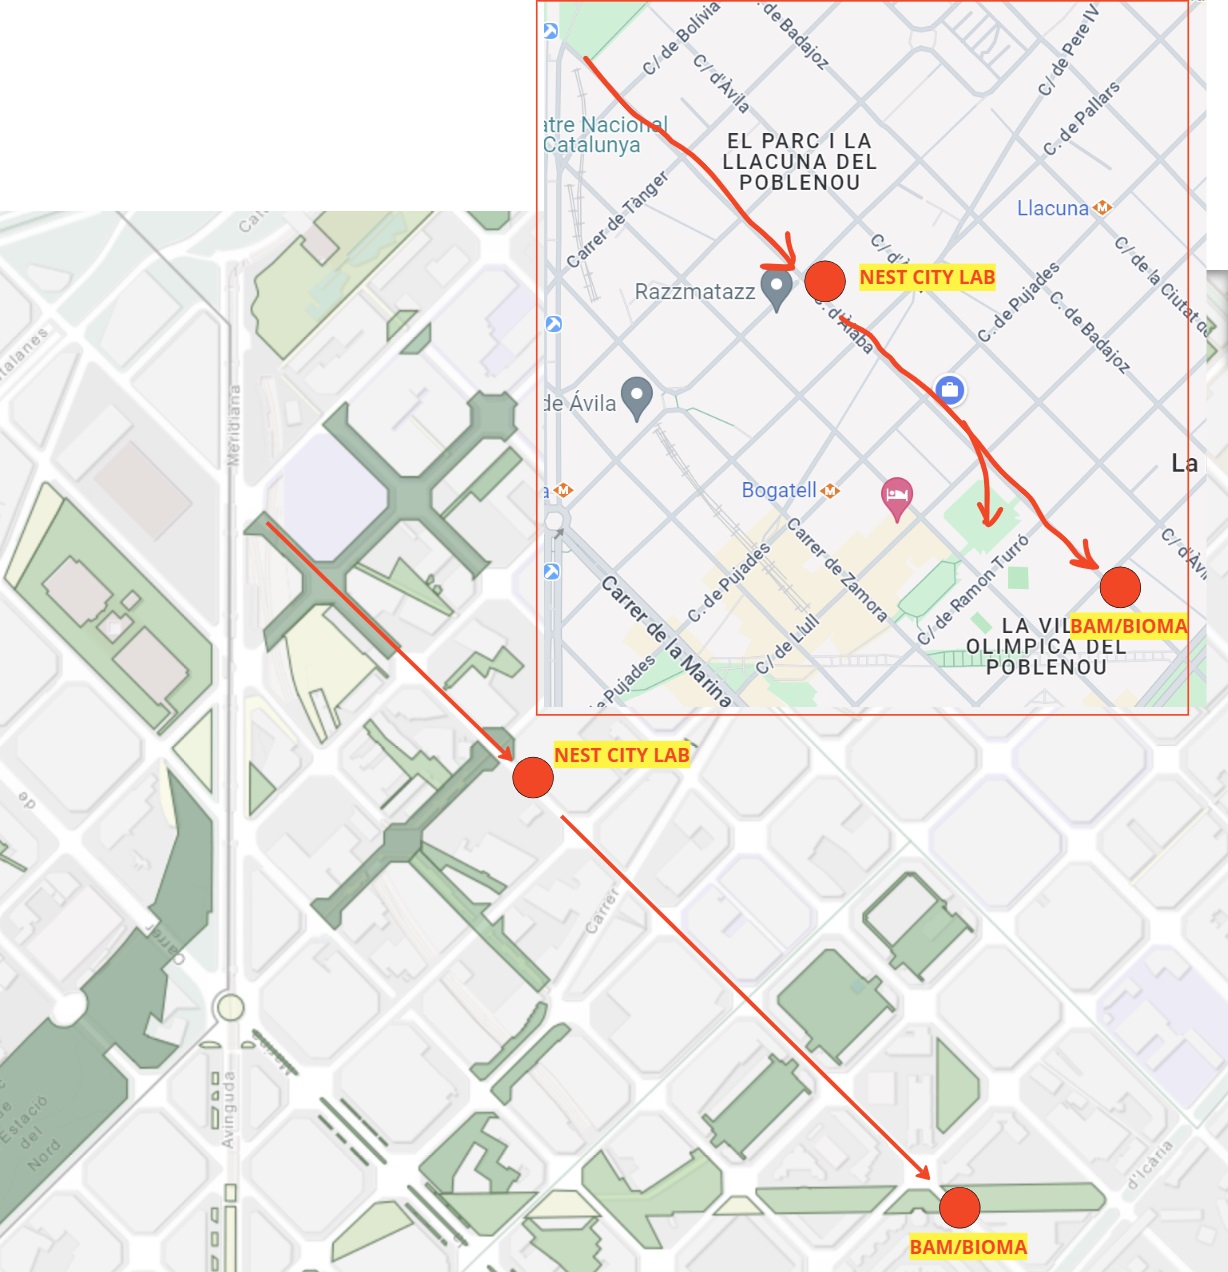 C/ de Bolívia
de Badajoz
C/ de Pere IV
C/ d'Àvila
C. de Pallars
atre Nacional
Catalunya
EL PARC I LA
LLACUNA DEL
POBLENOU
Carrer de Tànger
Llacuna
C/ de la Ciutat de
NEST CITY LAB
Razzmatazz
C. d'Àlaba
C. de Pujades
C. de Badajoz
de Àvila
La
Bogatell
C/ d'Àvi
Carrer de Zamora
C. de Pujades
C/ de Ramon Turró
C/ de Llull
Carrer de la Marina
BAM/BIOMA
LA VIL
OLIMPICA DEL
POBLENOU
e Pujades
Meridiana
talanes
NEST CITY LAB
de
Carrer
Carrer
Marina
Avinguda
Estació
del
Nord
d'Icària
BAM/BIOMA